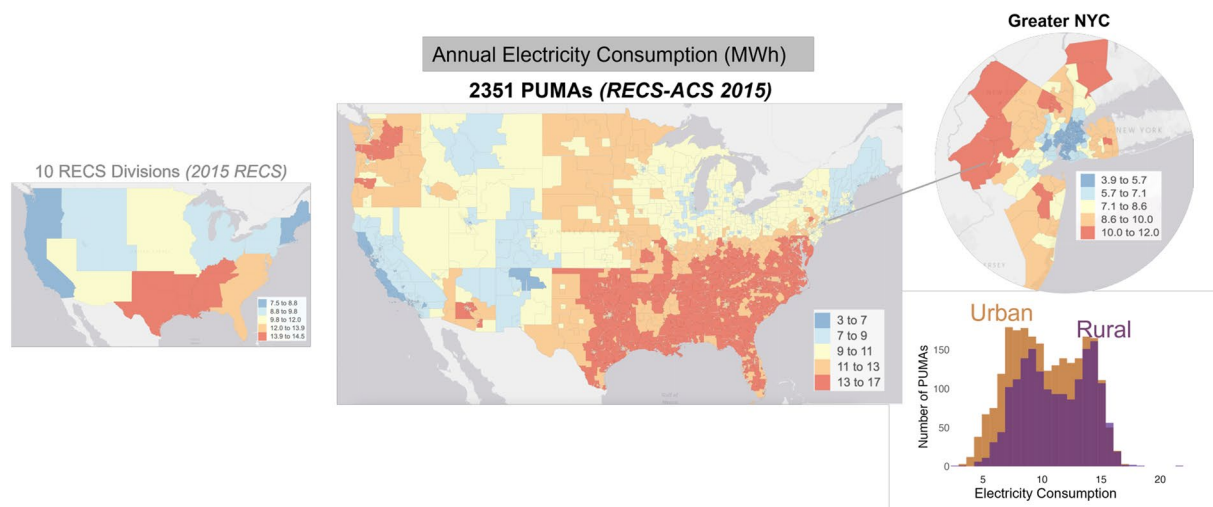 Greater NYC
Annual Electricity Consumption (MWh)
2351 PUMAs (RECS-ACS 2015)
10 RECS Divisions (2015 RECS)
7.5 to 8.8
8.8 to 9.8
9.8 to 12.0
12.0 to 13.9
13.9 to 14.5
3 to 7
7 to 9
9 to 11
11 to 13
13 to 17
NEW YORK
JERSEY
3.9 to 5.7
5.7 to 7.1
7.1 to 8.6
8.6 to 10.0
10.0 to 12.0
Urban
Rural
Number of PUMAs
150
100
50
0
5
10
15
20
Electricity Consumption